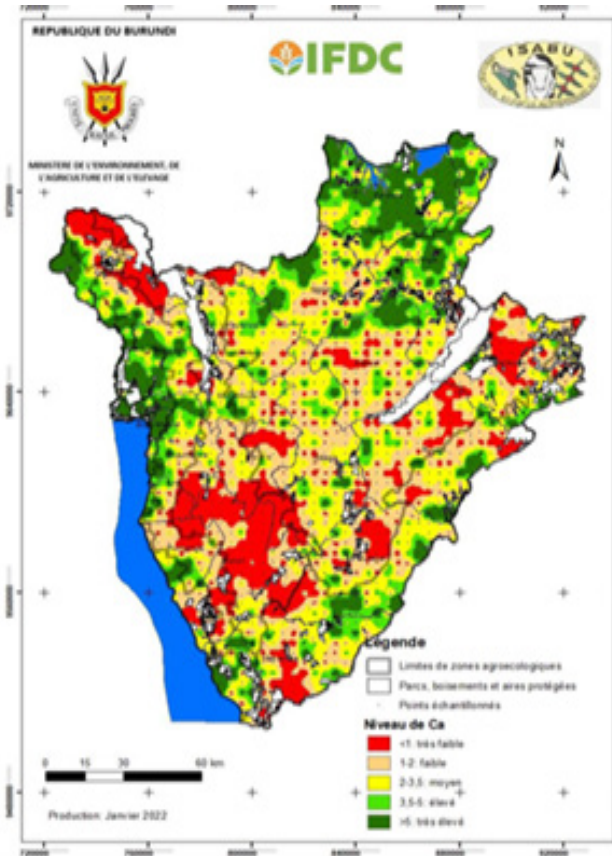 REPUBLIQUE DU BURUNDI
IFDC
ISABU
MINISTERE DE L'ENVIRONNEMENT, DE
L'AGRICULTURE ET DE L'ELEVAGE
N
Légende
Limites de zones agroecologiques
Parcs, boisements et aires protégées
Points échantillonnés
Niveau de Ca
<1: très faible
1-2: faible
2-3,5: moyen
3,5-5: élevé
>5: très élevé
0 15 30 60 km
Production: Janvier 2022